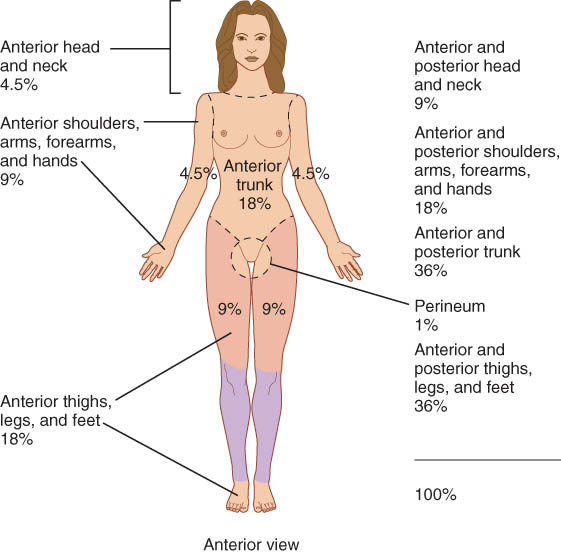 Anterior head
and neck
4.5%
Anterior shoulders,
arms, forearms,
and hands
9%
Anterior thighs,
legs, and feet
18%
4.5%
Anterior
trunk
18%
4.5%
9%
9%
Anterior view
Anterior and
posterior head
and neck
9%
Anterior and
posterior shoulders,
arms, forearms,
and hands
18%
Anterior and
posterior trunk
36%
Perineum
1%
Anterior and
posterior thighs,
legs, and feet
36%
100%